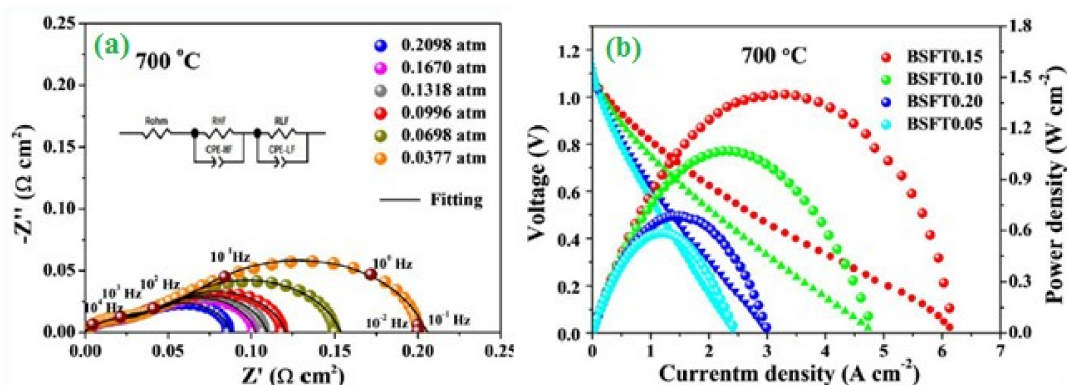 (a)
700 °C
0.2098 atm
0.1670 atm
0.1318 atm
0.0996 atm
0.0698 atm
0.0377 atm
Fitting
Rohm
RHF
RLF
CPE-HF
CPE-LF
10⁴ Hz
10³ Hz
10² Hz
10¹ Hz
10⁰ Hz
10⁻¹ Hz
10⁻² Hz
-Z'' (Ω cm²)
0.25
0.20
0.15
0.10
0.05
0.00
0.00 0.05 0.10 0.15 0.20 0.25
Z' (Ω cm²)
(b)
700 °C
BSFT0.15
BSFT0.10
BSFT0.20
BSFT0.05
Voltage (V)
1.2
1.0
0.8
0.6
0.4
0.2
0.0
0 1 2 3 4 5 6 7
Currentm density (A cm⁻²)
1.8
1.5
1.2
0.9
0.6
0.3
0.0
Power density (W cm⁻²)